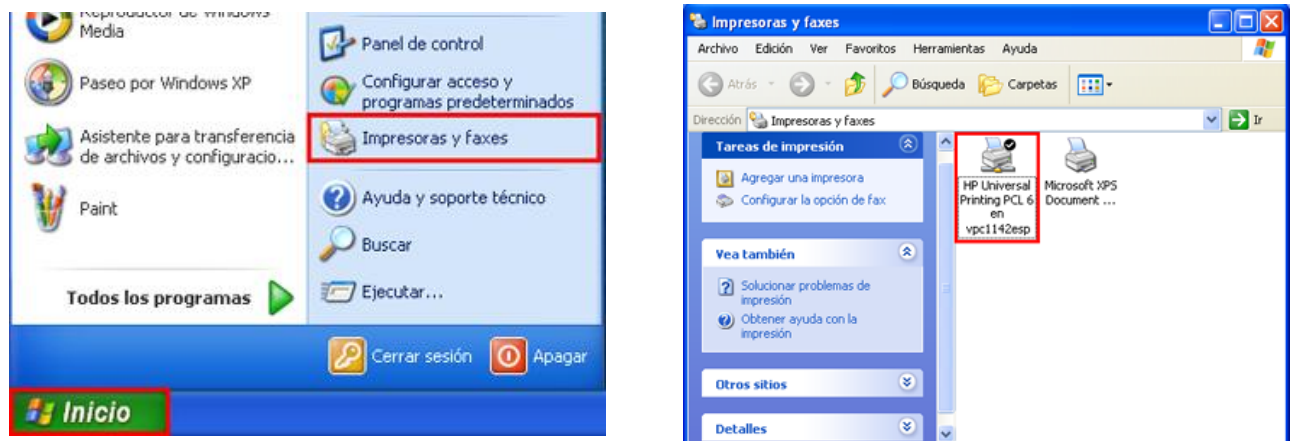 Reproductor de Windows
Media
Paseo por Windows XP
Asistente para transferencia
de archivos y configuracio...
Paint
Todos los programas
Panel de control
Configurar acceso y
programas predeterminados
Impresoras y faxes
Ayuda y soporte técnico
Buscar
Ejecutar...
Cerrar sesión
Apagar
Inicio
Impresoras y faxes
Archivo Edición Ver Favoritos Herramientas Ayuda
Atrás Búsqueda Carpetas
Dirección Impresoras y faxes Ir
Tareas de impresión
Agregar una impresora
Configurar la opción de fax
Vea también
Solucionar problemas de
impresión
Obtener ayuda con la
impresión
Otros sitios
Detalles
HP Universal
Printing PCL 6
en
vpc1142esp
Microsoft XPS
Document ...